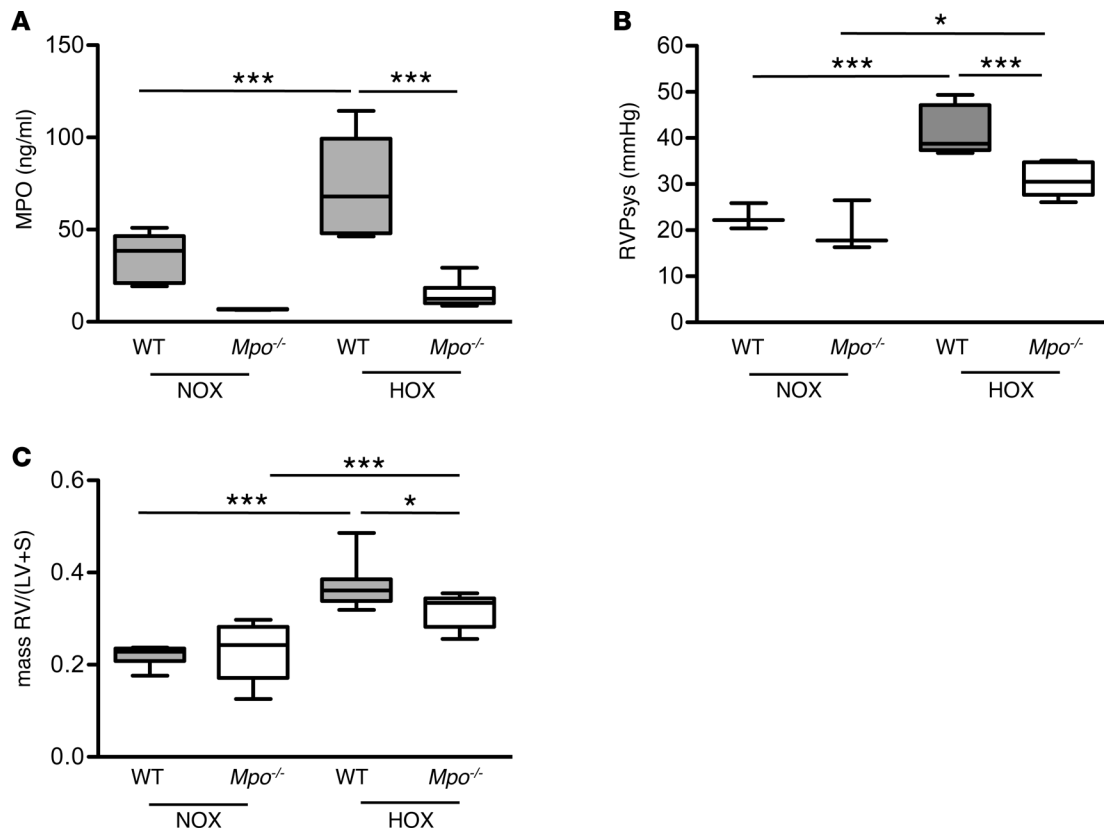 A
MPO (ng/ml)
150
100
50
0
***
***
WT
Mpo-/-
WT
Mpo-/-
NOX
HOX
B
RVPsys (mmHg)
60
50
40
30
20
10
0
*
***
***
WT
Mpo-/-
WT
Mpo-/-
NOX
HOX
C
mass RV/(LV+S)
0.6
0.4
0.2
0.0
***
***
*
WT
Mpo-/-
WT
Mpo-/-
NOX
HOX